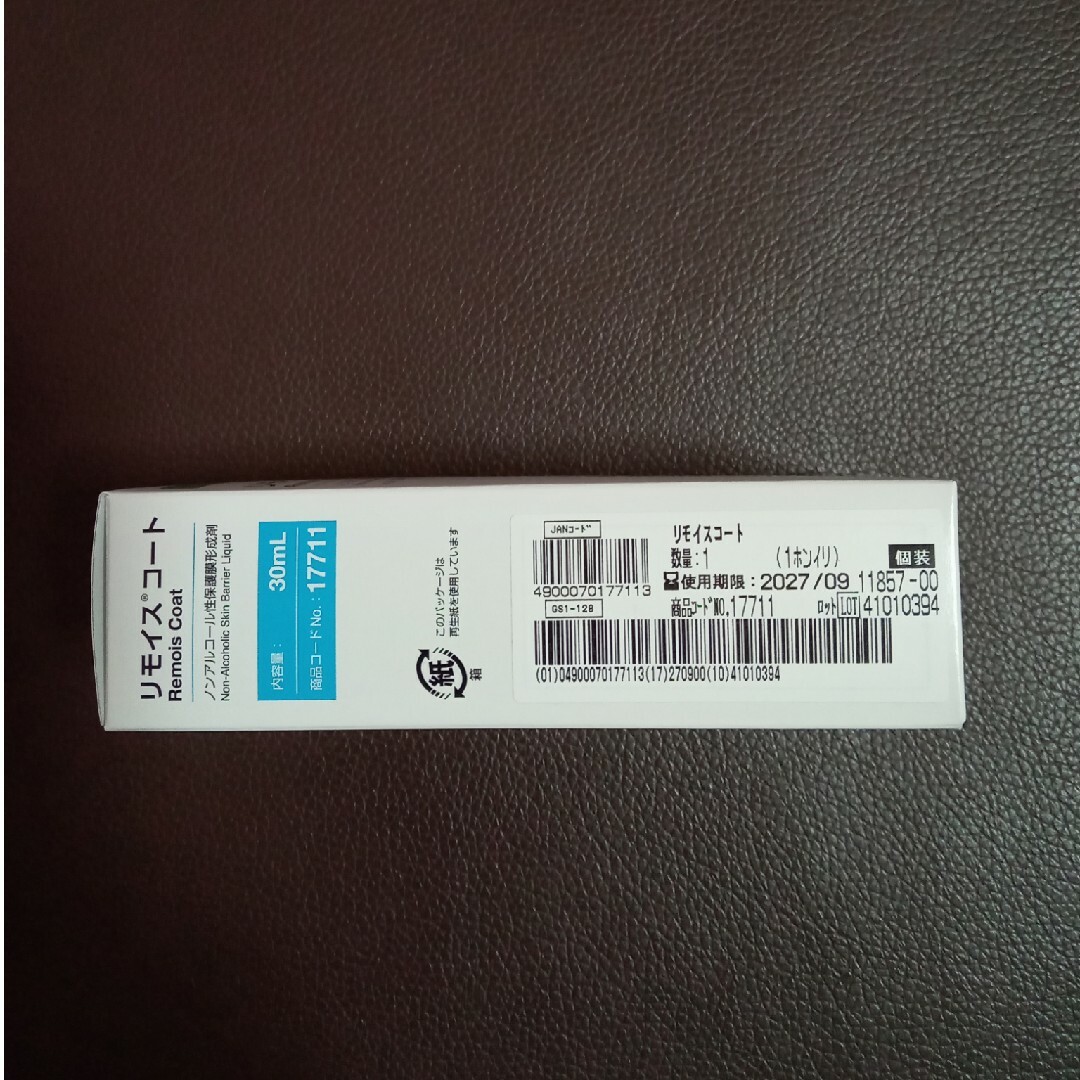 リモイス®コート
Remois Coat
ノンアルコール性保護膜形成剤
Non-Alcoholic Skin Barrier Liquid
内容量： 30mL
商品コード No.：17711
このパッケージは
再生紙を使用しています
紙
箱
JANコード
4900070177113
リモイスコート
数量：1 (1ホンイリ) 個装
使用期限：2027/09 11857-00
商品コードNO.17711 ロット LOT 41010394
GS1-128
(01)04900070177113(17)270900(10)41010394